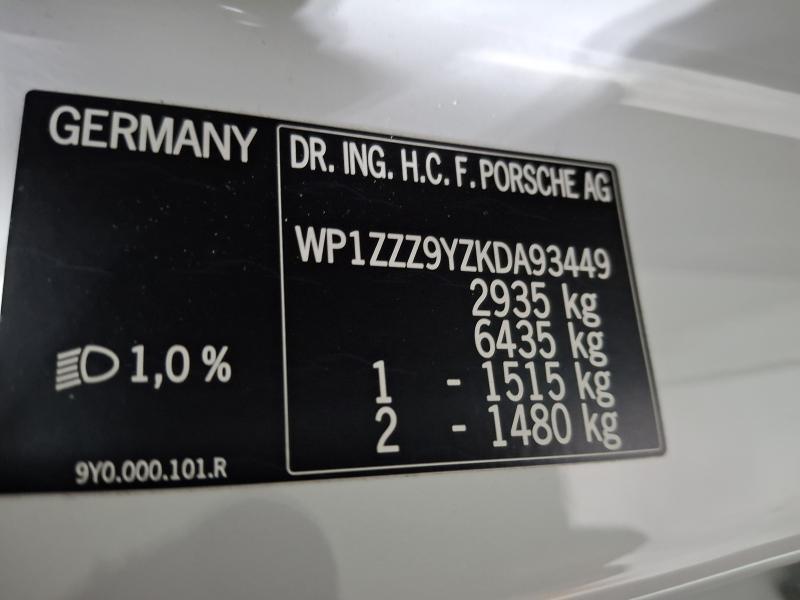 GERMANY
DR. ING. H.C. F. PORSCHE AG
WP1ZZZ9YZKDA93449
2935 kg
6435 kg
1 - 1515 kg
2 - 1480 kg
1,0 %
9Y0.000.101.R